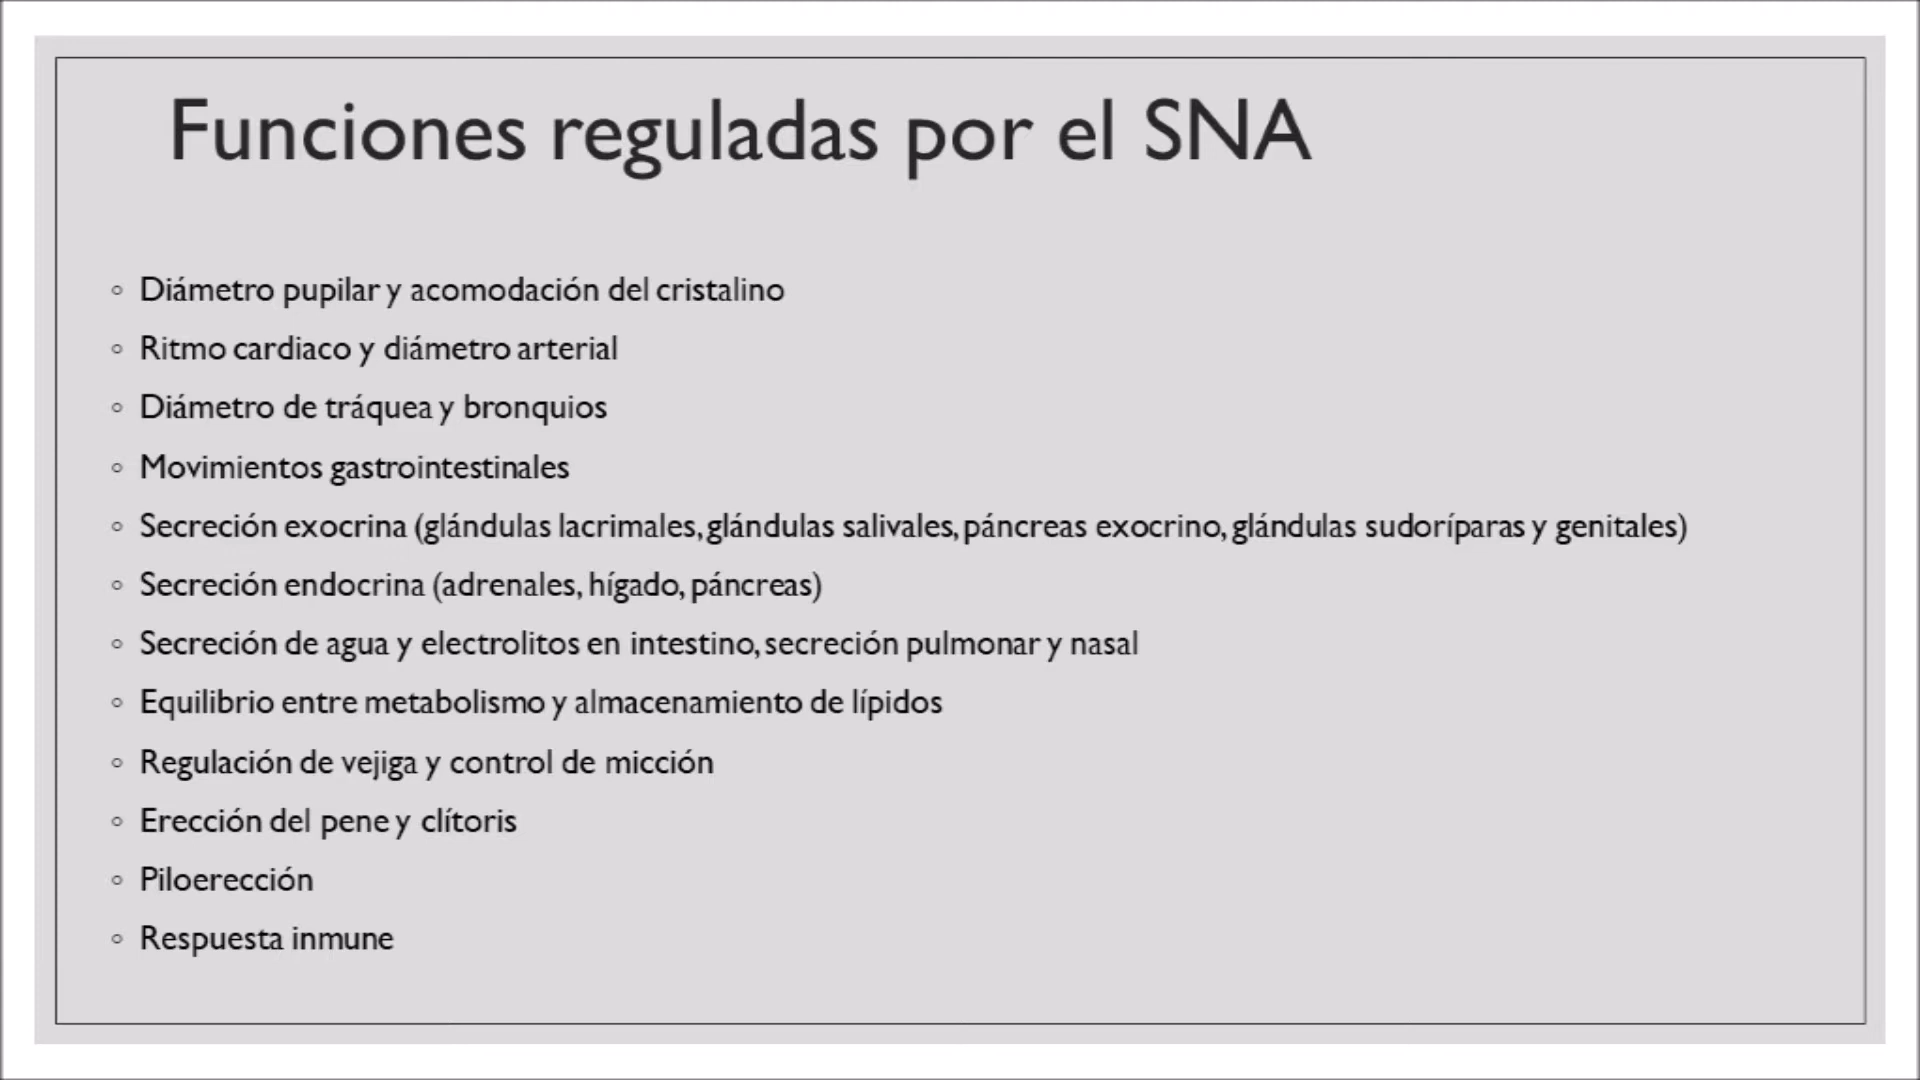 Funciones reguladas por el SNA
◦ Diámetro pupilar y acomodación del cristalino
◦ Ritmo cardiaco y diámetro arterial
◦ Diámetro de tráquea y bronquios
◦ Movimientos gastrointestinales
◦ Secreción exocrina (glándulas lacrimales, glándulas salivales, páncreas exocrino, glándulas sudoríparas y genitales)
◦ Secreción endocrina (adrenales, hígado, páncreas)
◦ Secreción de agua y electrolitos en intestino, secreción pulmonar y nasal
◦ Equilibrio entre metabolismo y almacenamiento de lípidos
◦ Regulación de vejiga y control de micción
◦ Erección del pene y clítoris
◦ Piloerección
◦ Respuesta inmune